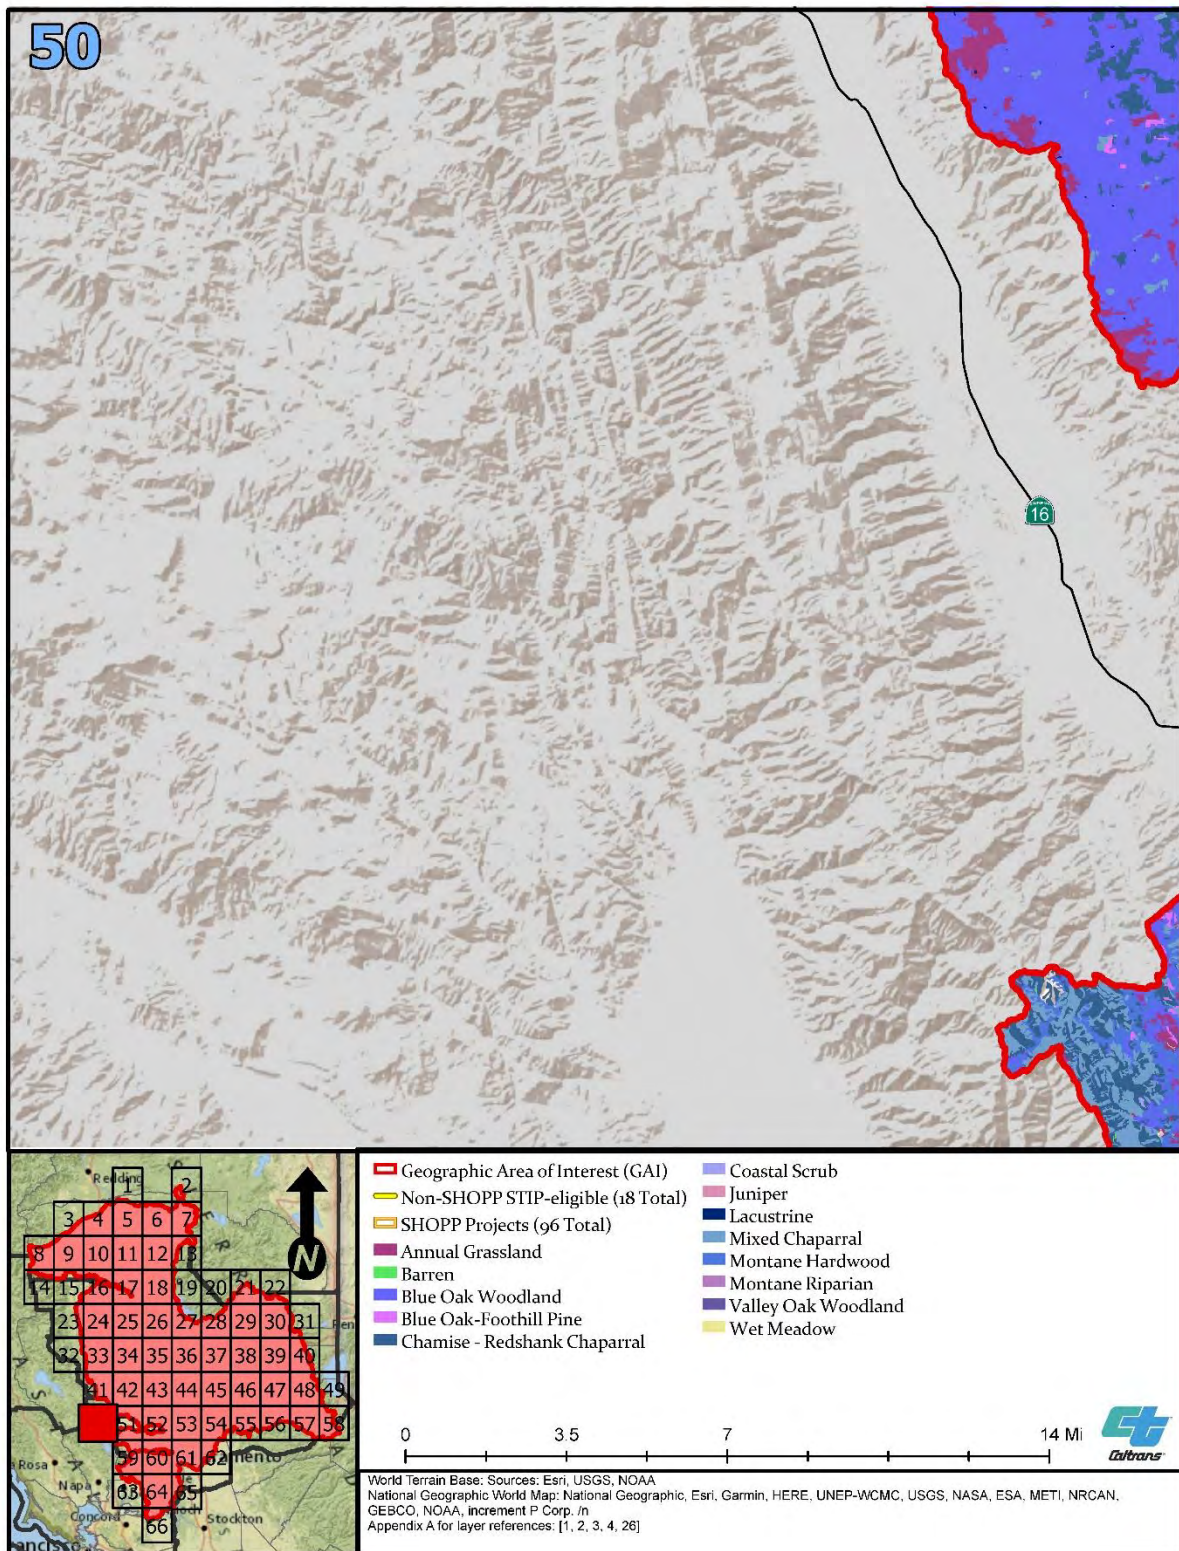 50
16
Redding
1 2
3 4 5 6 7
8 9 10 11 12 13
14 15 16 17 18 19 20 21 22
23 24 25 26 27 28 29 30 31
32 33 34 35 36 37 38 39 40
41 42 43 44 45 46 47 48 49
51 52 53 54 55 56 57 58
59 60 61 62 amento
a Rosa
Napa 63 64 65
Concord Stockton
66
ancisco
N
Geographic Area of Interest (GAI)
Non-SHOPP STIP-eligible (18 Total)
SHOPP Projects (96 Total)
Annual Grassland
Barren
Blue Oak Woodland
Blue Oak-Foothill Pine
Chamise - Redshank Chaparral
Coastal Scrub
Juniper
Lacustrine
Mixed Chaparral
Montane Hardwood
Montane Riparian
Valley Oak Woodland
Wet Meadow
0 3.5 7 14 Mi
Caltrans
World Terrain Base: Sources: Esri, USGS, NOAA
National Geographic World Map: National Geographic, Esri, Garmin, HERE, UNEP-WCMC, USGS, NASA, ESA, METI, NRCAN,
GEBCO, NOAA, increment P Corp. /n
Appendix A for layer references: [1, 2, 3, 4, 26]